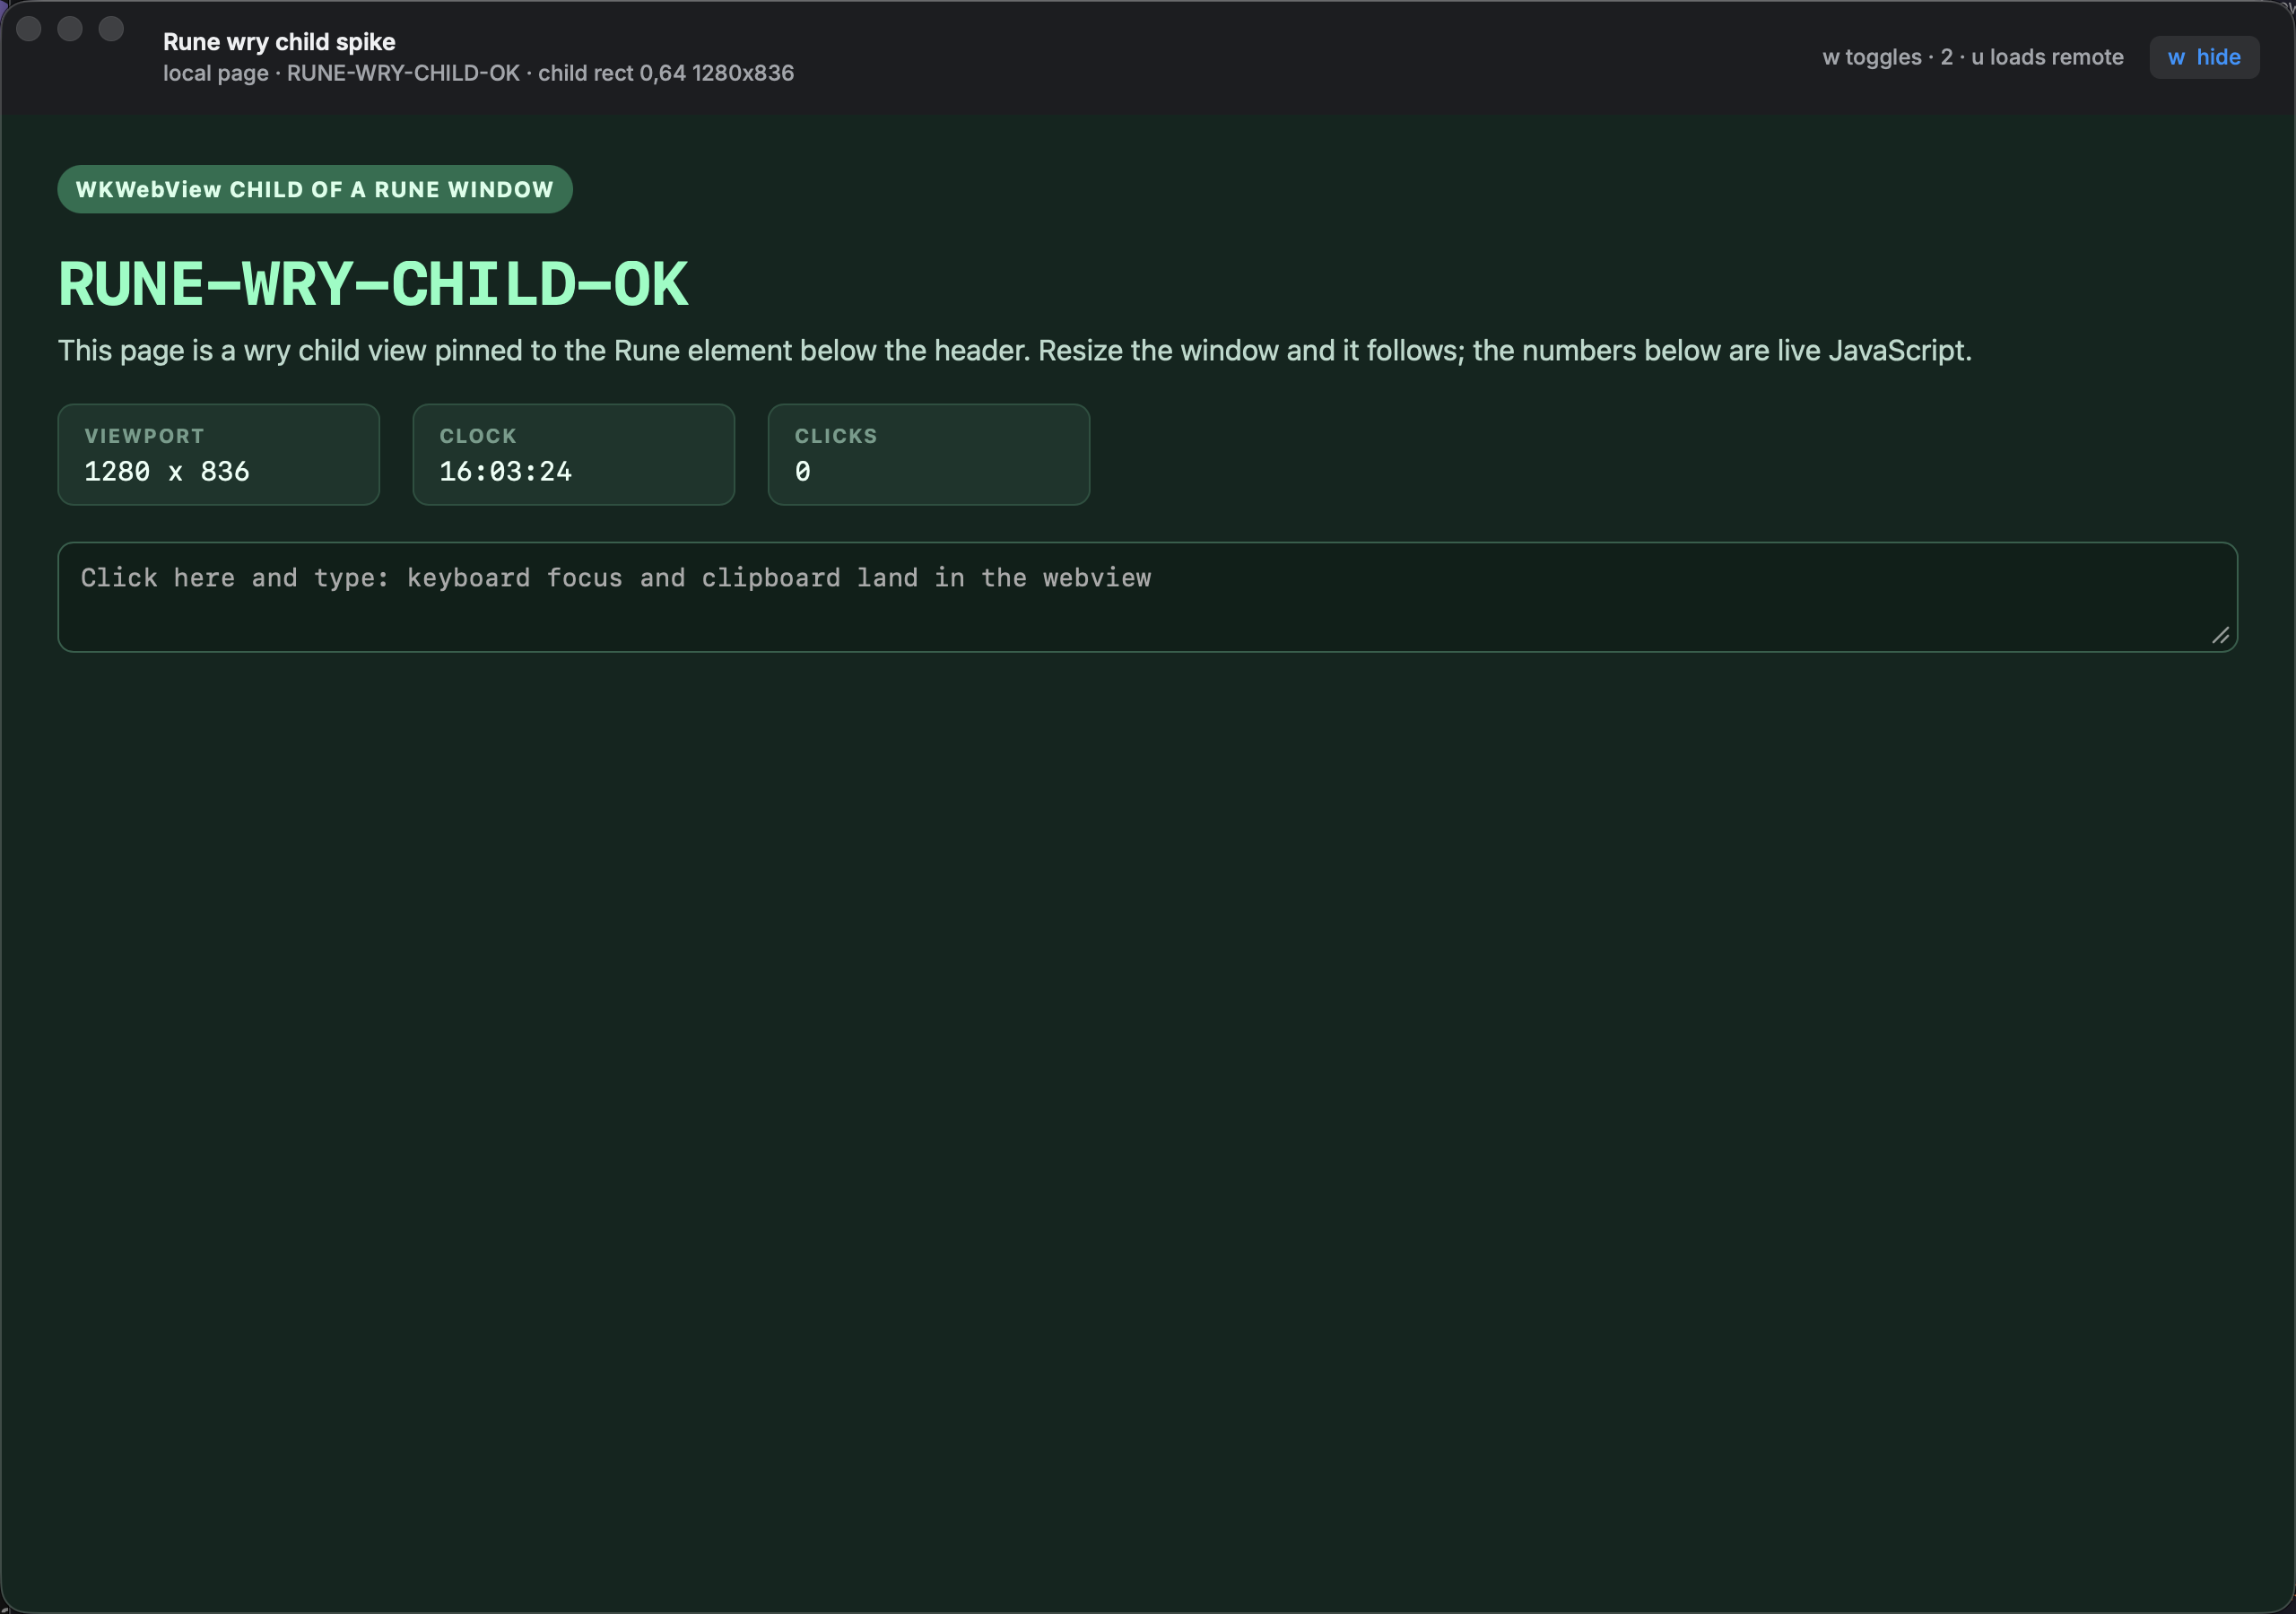 Rune wry child spike
local page · RUNE-WRY-CHILD-OK · child rect 0,64 1280x836
w toggles · 2 · u loads remote
w hide
WKWebView CHILD OF A RUNE WINDOW
RUNE-WRY-CHILD-OK
This page is a wry child view pinned to the Rune element below the header. Resize the window and it follows; the numbers below are live JavaScript.
VIEWPORT
1280 x 836
CLOCK
16:03:24
CLICKS
0
Click here and type: keyboard focus and clipboard land in the webview